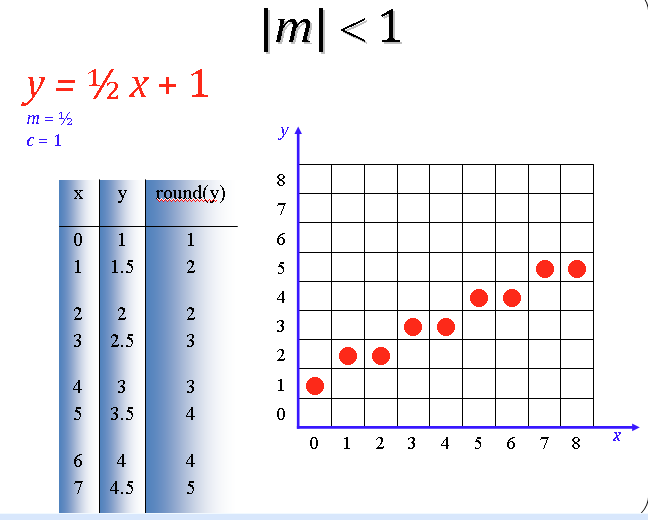 |m| < 1
y = ½ x + 1
m = ½
c = 1
x y round(y)
0 1 1
1 1.5 2
2 2 2
3 2.5 3
4 3 3
5 3.5 4
6 4 4
7 4.5 5
y
8
7
6
5
4
3
2
1
0
0 1 2 3 4 5 6 7 8
x